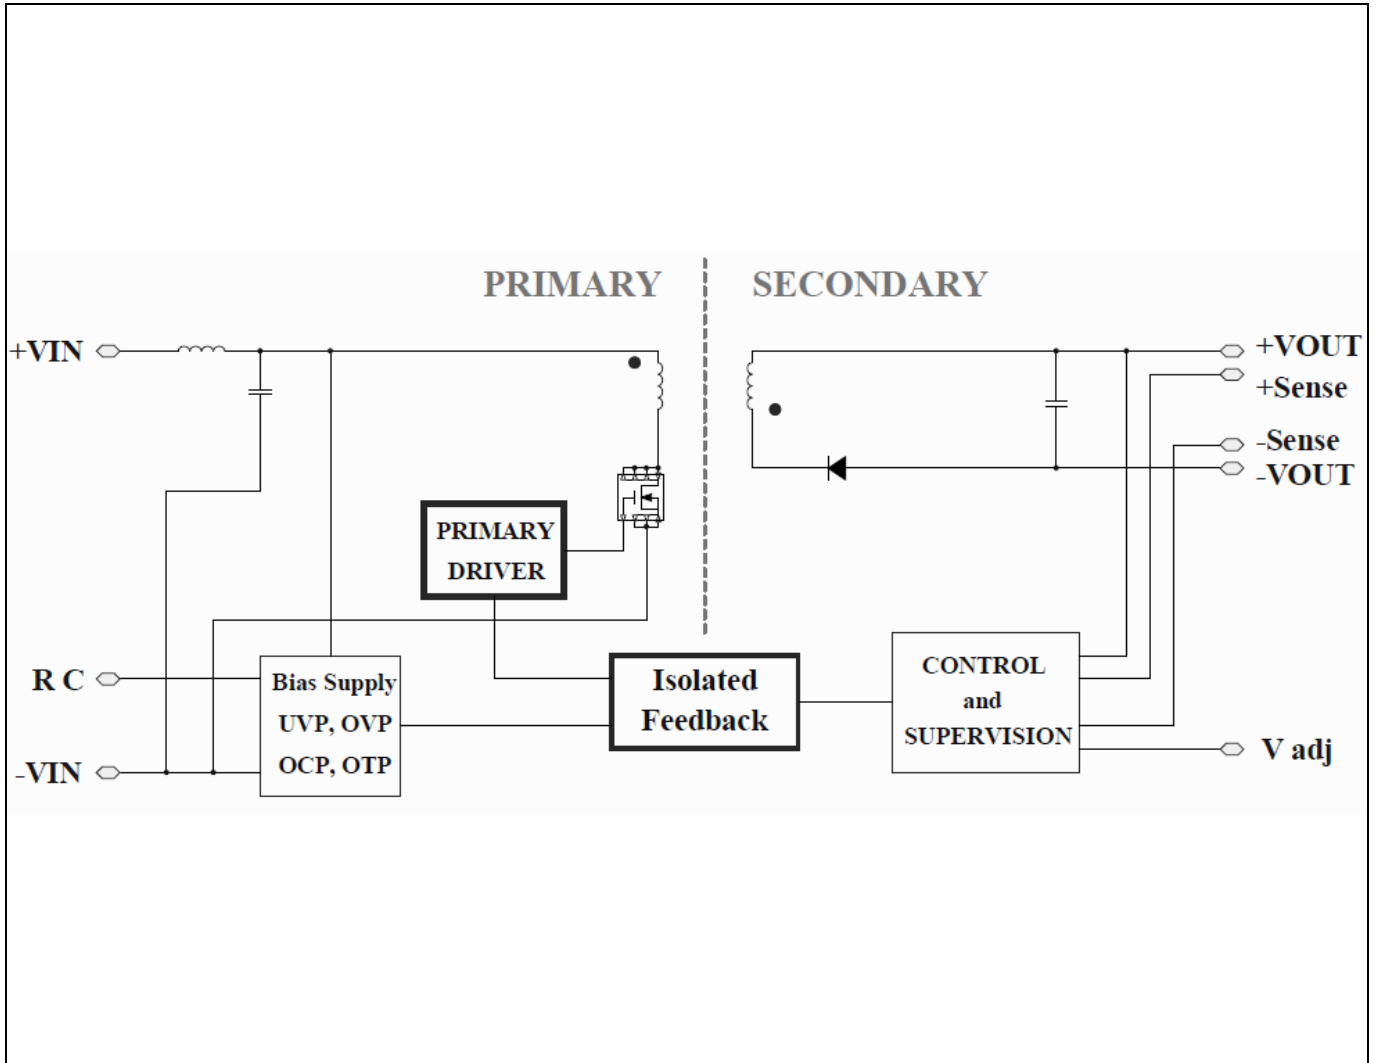 PRIMARY
SECONDARY
+VIN
+VOUT
+Sense
-Sense
-VOUT
PRIMARY
DRIVER
R C
Bias Supply
UVP, OVP
OCP, OTP
-VIN
Isolated
Feedback
CONTROL
and
SUPERVISION
V adj